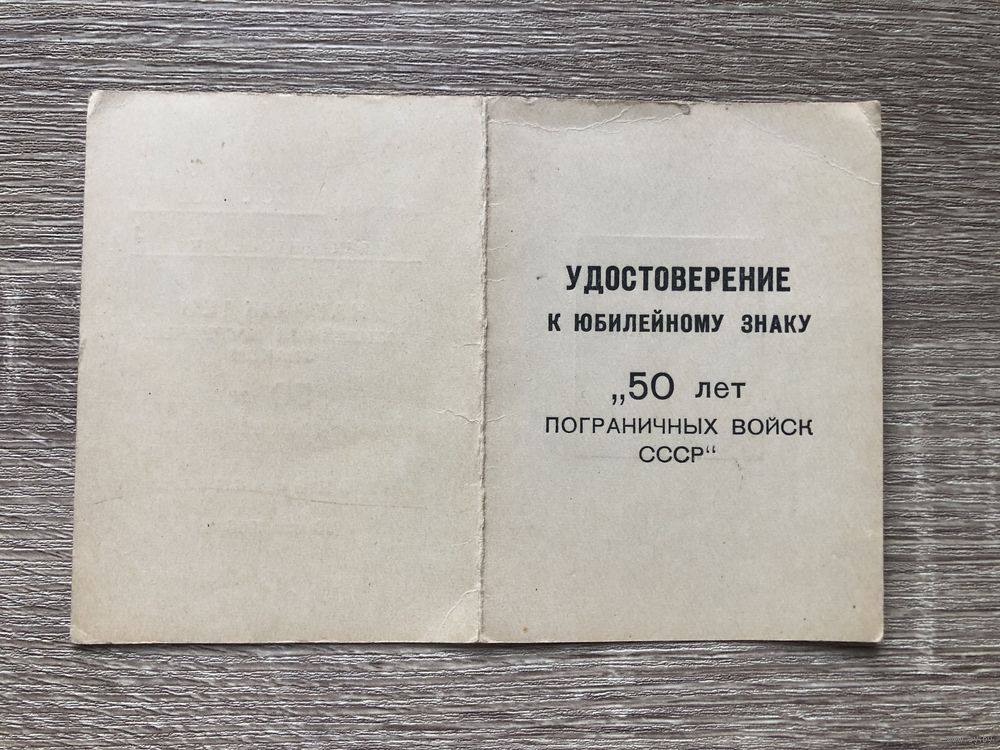 УДОСТОВЕРЕНИЕ
К ЮБИЛЕЙНОМУ ЗНАКУ
„50 лет
ПОГРАНИЧНЫХ ВОЙСК
СССР“